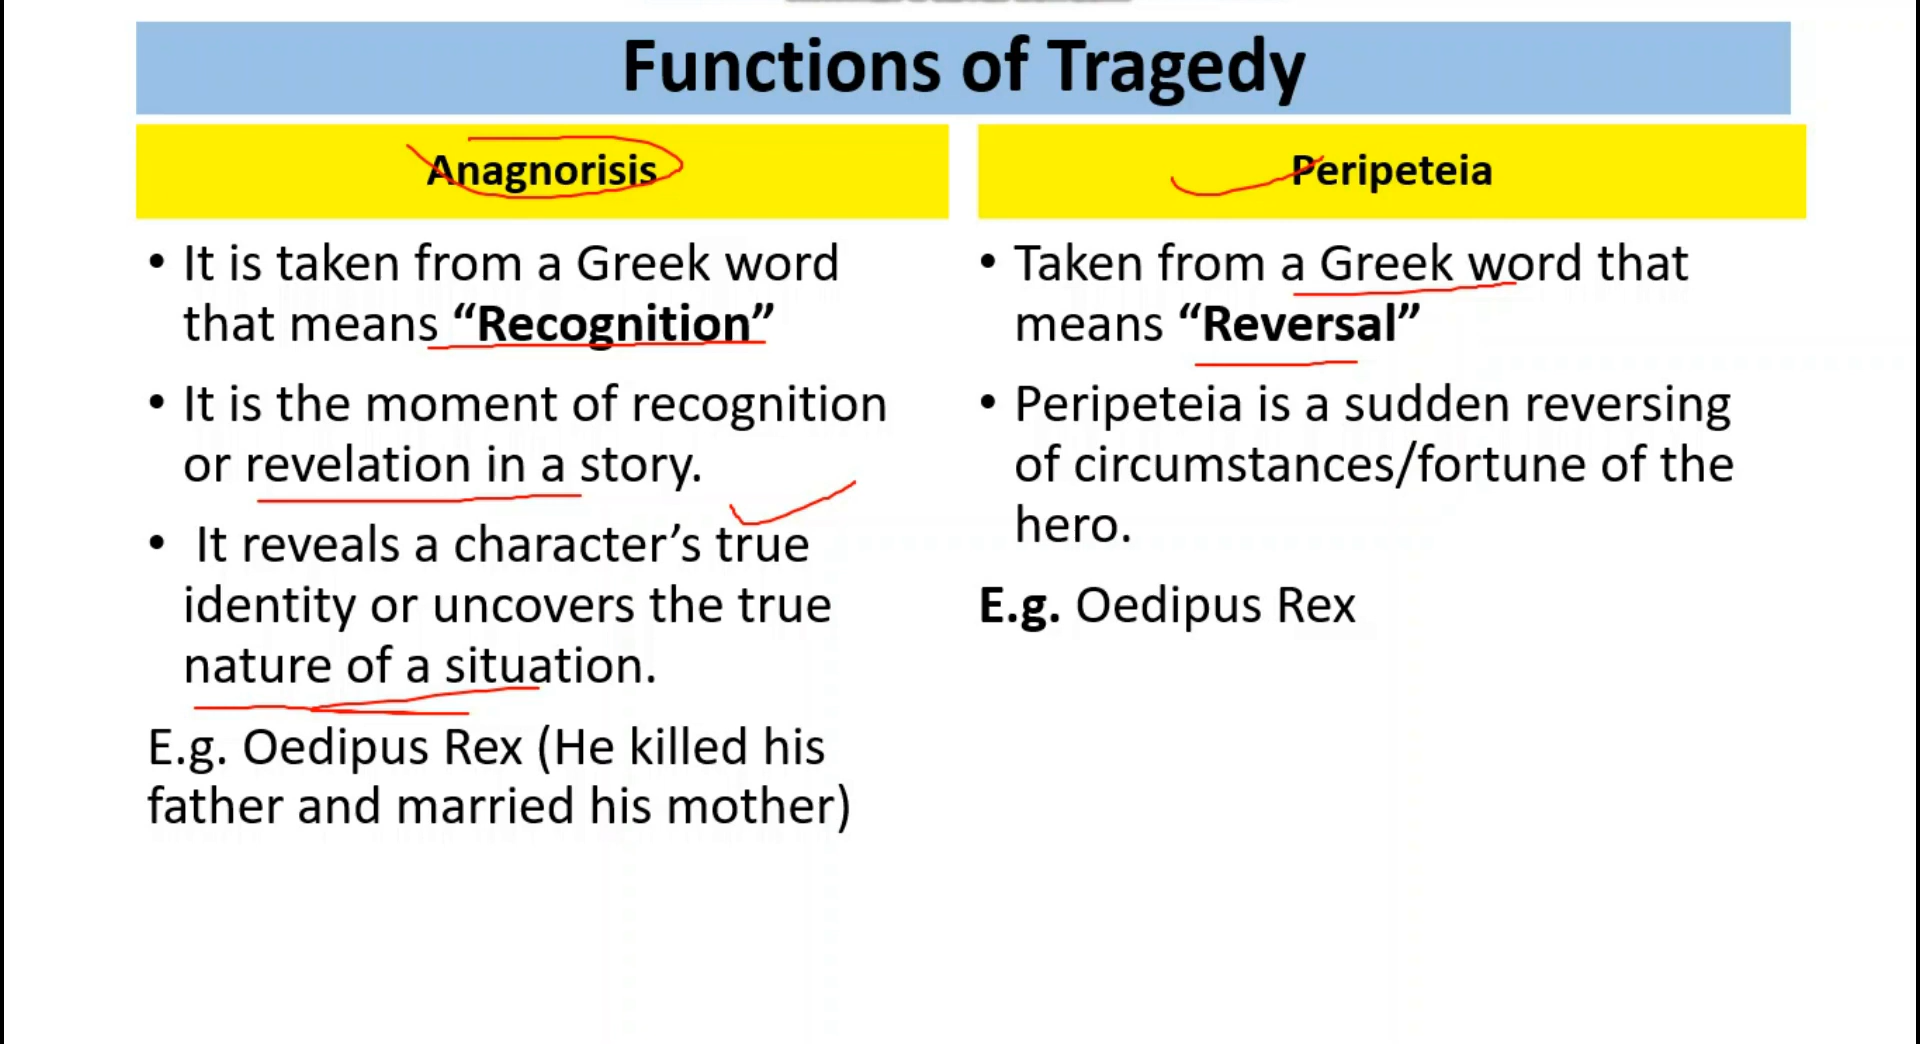 Functions of Tragedy
Anagnorisis
• It is taken from a Greek word
that means “Recognition”
• It is the moment of recognition
or revelation in a story.
• It reveals a character’s true
identity or uncovers the true
nature of a situation.
E.g. Oedipus Rex (He killed his
father and married his mother)
Peripeteia
• Taken from a Greek word that
means “Reversal”
• Peripeteia is a sudden reversing
of circumstances/fortune of the
hero.
E.g. Oedipus Rex